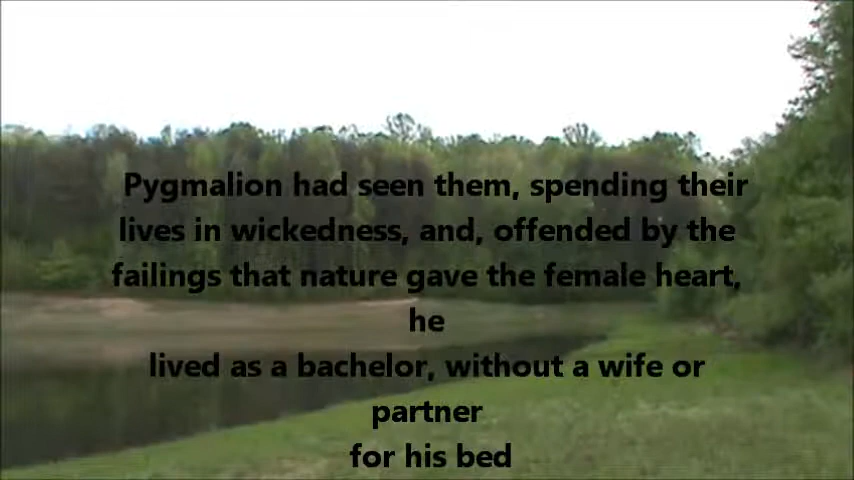 Pygmalion had seen them, spending their
lives in wickedness, and, offended by the
failings that nature gave the female heart,
he
lived as a bachelor, without a wife or
partner
for his bed